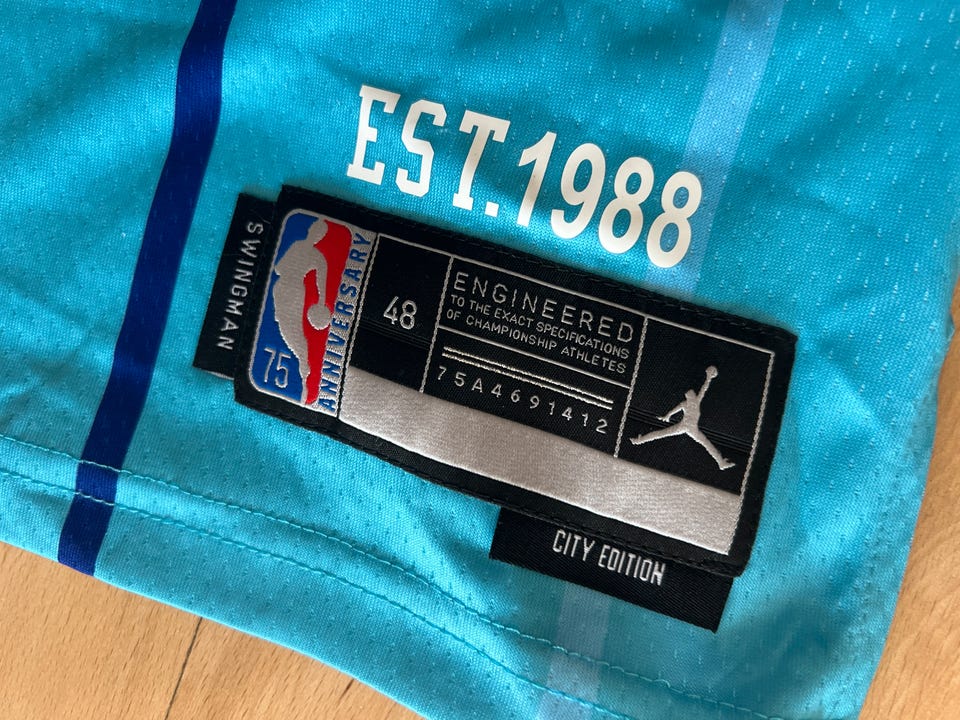 EST.1988
SWINGMAN
75
ANNIVERSARY
48
ENGINEERED
TO THE EXACT SPECIFICATIONS
OF CHAMPIONSHIP ATHLETES
75A4691412
CITY EDITION